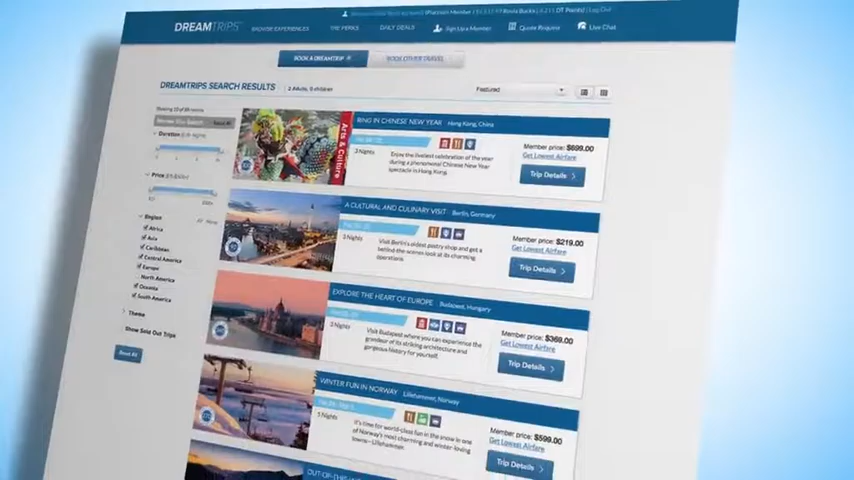 DREAMTRIPS
BROWSE EXPERIENCES THE PERKS DAILY DEALS Sign Up a Member Quote Request Live Chat
Log Out
BOOK A DREAMTRIP BOOK OTHER TRAVEL
DREAMTRIPS SEARCH RESULTS 2 Adults, 0 children Featured
Duration
Price
Region
Africa
Asia
Caribbean
Central America
Europe
North America
Oceania
South America
Theme
Show Sold Out Trips
Reset All
Arts & Culture
RING IN CHINESE NEW YEAR Hong Kong, China
3 Nights
Enjoy the liveliest celebration of the year
during a phenomenal Chinese New Year
spectacle in Hong Kong.
Member price: $699.00
Get Lowest Airfare
Trip Details
A CULTURAL AND CULINARY VISIT Berlin, Germany
3 Nights
Visit Berlin's oldest pastry shop and get a
behind-the-scenes look at its charming
operations.
Member price: $219.00
Get Lowest Airfare
Trip Details
EXPLORE THE HEART OF EUROPE Budapest, Hungary
3 Nights
Visit Budapest where you can experience the
grandeur of its striking architecture and
gorgeous history for yourself.
Member price: $369.00
Get Lowest Airfare
Trip Details
WINTER FUN IN NORWAY Lillehammer, Norway
3 Nights
It's time for world-class fun in the snow in one
of Norway's most charming and winter-loving
towns—Lillehammer.
Member price: $599.00
Get Lowest Airfare
Trip Details